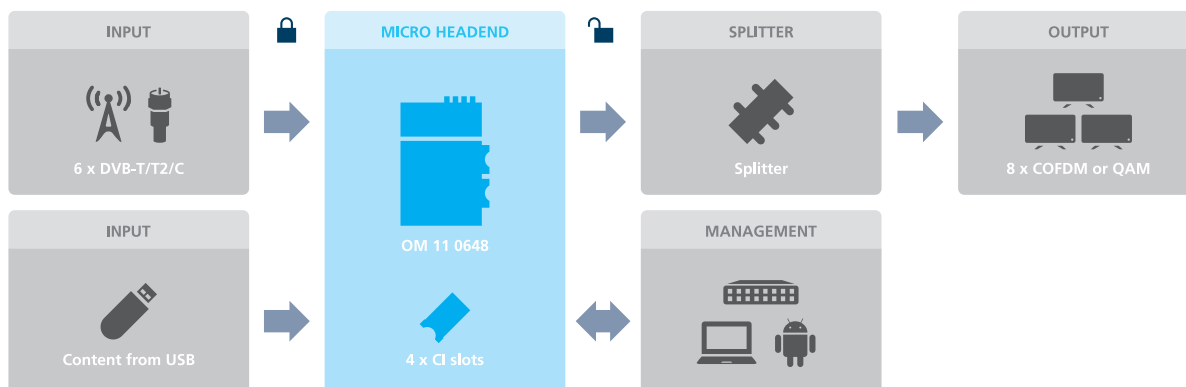 INPUT
MICRO HEADEND
SPLITTER
OUTPUT
6 x DVB-T/T2/C
OM 11 0648
Splitter
8 x COFDM or QAM
INPUT
MANAGEMENT
Content from USB
4 x CI slots